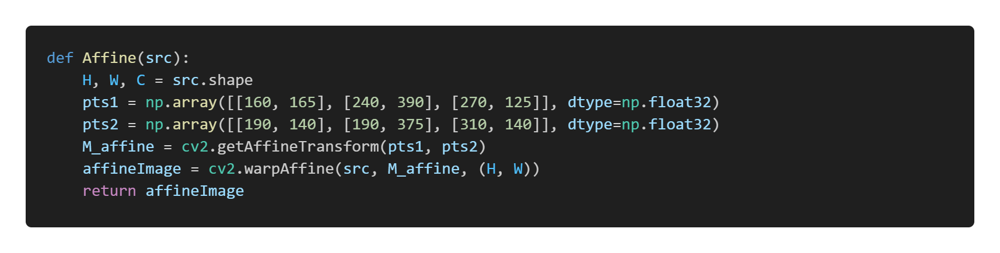 def Affine(src):
    H, W, C = src.shape
    pts1 = np.array([[160, 165], [240, 390], [270, 125]], dtype=np.float32)
    pts2 = np.array([[190, 140], [190, 375], [310, 140]], dtype=np.float32)
    M_affine = cv2.getAffineTransform(pts1, pts2)
    affineImage = cv2.warpAffine(src, M_affine, (H, W))
    return affineImage